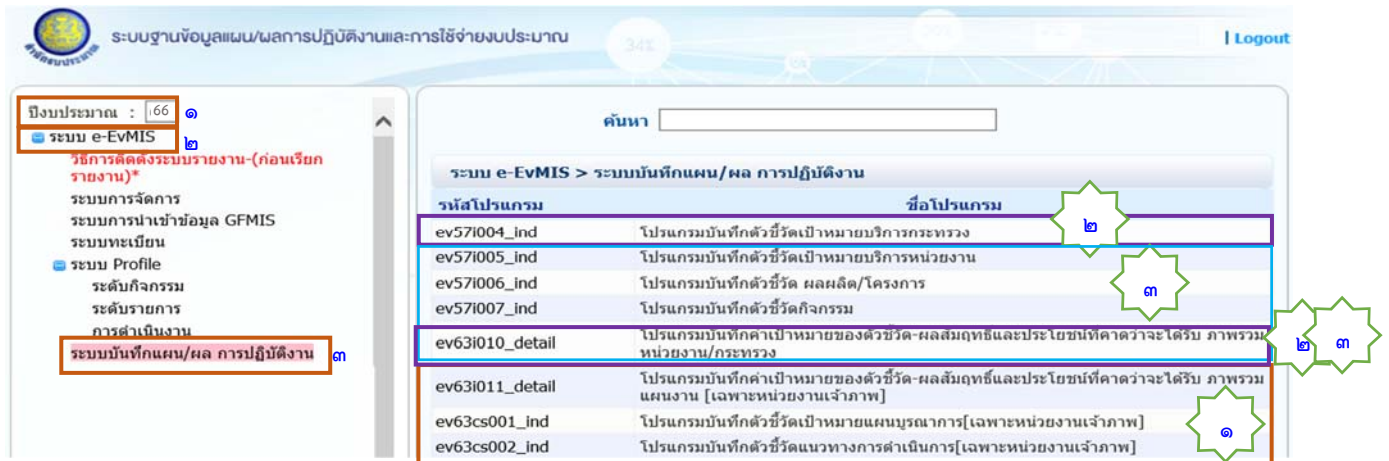 ระบบฐานข้อมูลแผน/ผลการปฏิบัติงานและการใช้จ่ายงบประมาณ
| Logout
ปีงบประมาณ : 66 ๑
ระบบ e-EvMIS ๒
วิธีการติดตั้งระบบรายงาน-(ก่อนเรียก
รายงาน)*
ระบบการจัดการ
ระบบการนำเข้าข้อมูล GFMIS
ระบบทะเบียน
ระบบ Profile
ระดับกิจกรรม
ระดับรายการ
การดำเนินงาน
ระบบบันทึกแผน/ผล การปฏิบัติงาน ๓
ค้นหา
ระบบ e-EvMIS > ระบบบันทึกแผน/ผล การปฏิบัติงาน
รหัสโปรแกรม ชื่อโปรแกรม
ev57i004_ind โปรแกรมบันทึกตัวชี้วัดเป้าหมายบริการกระทรวง ๒
ev57i005_ind โปรแกรมบันทึกตัวชี้วัดเป้าหมายบริการหน่วยงาน
ev57i006_ind โปรแกรมบันทึกตัวชี้วัด ผลผลิต/โครงการ ๓
ev57i007_ind โปรแกรมบันทึกตัวชี้วัดกิจกรรม
ev63i010_detail โปรแกรมบันทึกค่าเป้าหมายของตัวชี้วัด-ผลสัมฤทธิ์และประโยชน์ที่คาดว่าจะได้รับ ภาพรวม
หน่วยงาน/กระทรวง ๒ ๓
ev63i011_detail โปรแกรมบันทึกค่าเป้าหมายของตัวชี้วัด-ผลสัมฤทธิ์และประโยชน์ที่คาดว่าจะได้รับ ภาพรวม
แผนงาน [เฉพาะหน่วยงานเจ้าภาพ]
ev63cs001_ind โปรแกรมบันทึกตัวชี้วัดเป้าหมายแผนบูรณาการ[เฉพาะหน่วยงานเจ้าภาพ] ๑
ev63cs002_ind โปรแกรมบันทึกตัวชี้วัดแนวทางการดำเนินการ[เฉพาะหน่วยงานเจ้าภาพ]